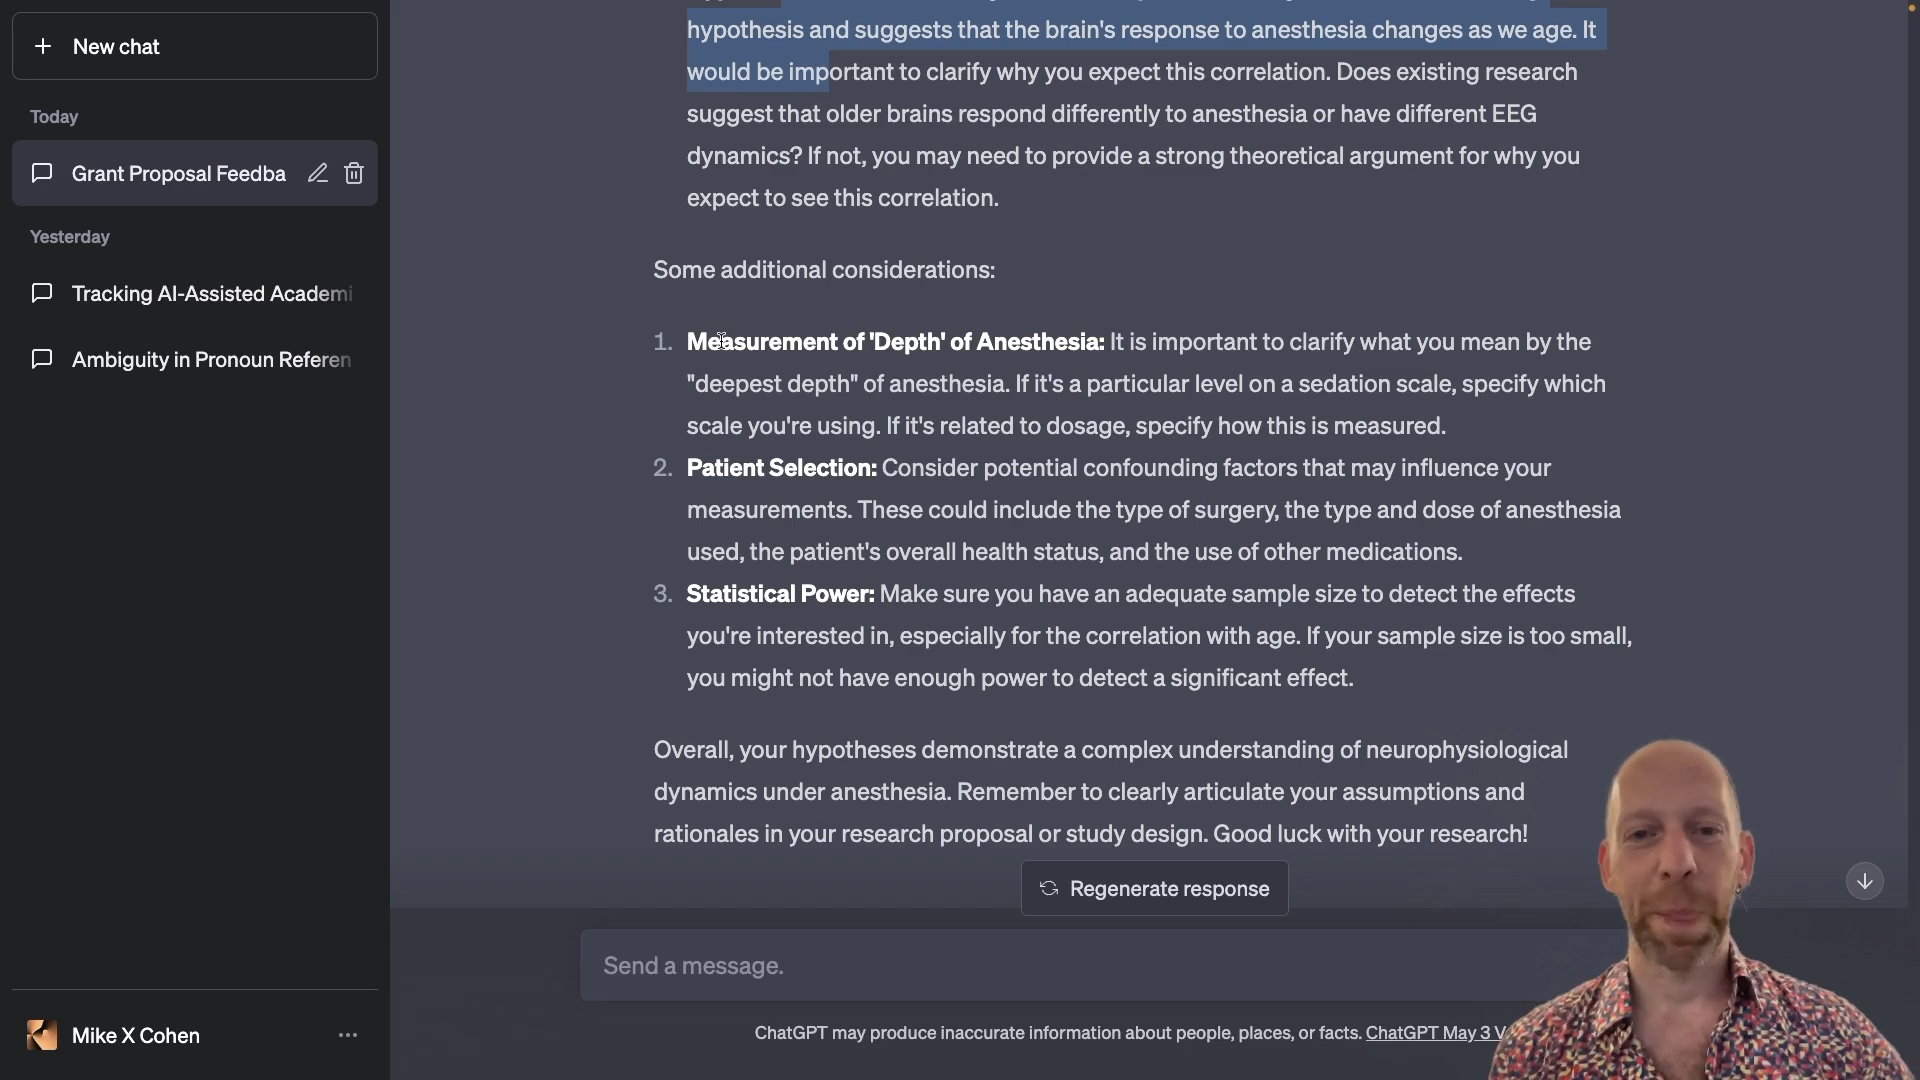 New chat
Today
Grant Proposal Feedba
Yesterday
Tracking AI-Assisted Academi
Ambiguity in Pronoun Referen
Mike X Cohen
hypothesis and suggests that the brain's response to anesthesia changes as we age. It
would be important to clarify why you expect this correlation. Does existing research
suggest that older brains respond differently to anesthesia or have different EEG
dynamics? If not, you may need to provide a strong theoretical argument for why you
expect to see this correlation.
Some additional considerations:
1. Measurement of 'Depth' of Anesthesia: It is important to clarify what you mean by the
"deepest depth" of anesthesia. If it's a particular level on a sedation scale, specify which
scale you're using. If it's related to dosage, specify how this is measured.
2. Patient Selection: Consider potential confounding factors that may influence your
measurements. These could include the type of surgery, the type and dose of anesthesia
used, the patient's overall health status, and the use of other medications.
3. Statistical Power: Make sure you have an adequate sample size to detect the effects
you're interested in, especially for the correlation with age. If your sample size is too small,
you might not have enough power to detect a significant effect.
Overall, your hypotheses demonstrate a complex understanding of neurophysiological
dynamics under anesthesia. Remember to clearly articulate your assumptions and
rationales in your research proposal or study design. Good luck with your research!
Regenerate response
Send a message.
ChatGPT may produce inaccurate information about people, places, or facts. ChatGPT May 3 V